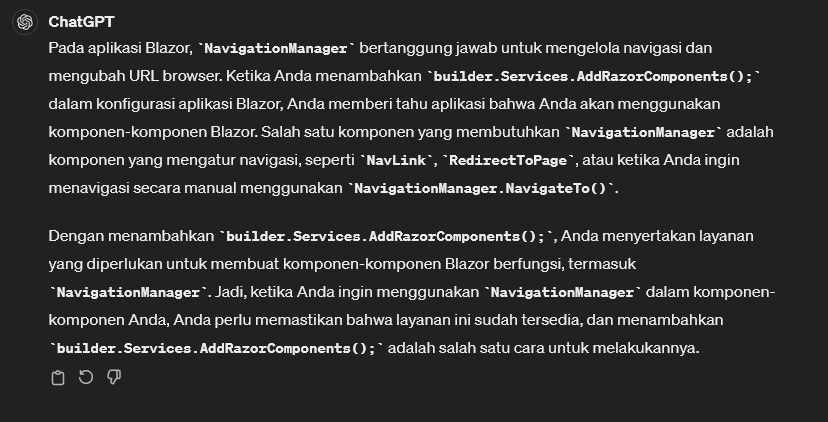 ChatGPT
Pada aplikasi Blazor, `NavigationManager` bertanggung jawab untuk mengelola navigasi dan
mengubah URL browser. Ketika Anda menambahkan `builder.Services.AddRazorComponents();`
dalam konfigurasi aplikasi Blazor, Anda memberi tahu aplikasi bahwa Anda akan menggunakan
komponen-komponen Blazor. Salah satu komponen yang membutuhkan `NavigationManager` adalah
komponen yang mengatur navigasi, seperti `NavLink`, `RedirectToPage`, atau ketika Anda ingin
menavigasi secara manual menggunakan `NavigationManager.NavigateTo()`.
Dengan menambahkan `builder.Services.AddRazorComponents();`, Anda menyertakan layanan
yang diperlukan untuk membuat komponen-komponen Blazor berfungsi, termasuk
`NavigationManager`. Jadi, ketika Anda ingin menggunakan `NavigationManager` dalam komponen-
komponen Anda, Anda perlu memastikan bahwa layanan ini sudah tersedia, dan menambahkan
`builder.Services.AddRazorComponents();` adalah salah satu cara untuk melakukannya.